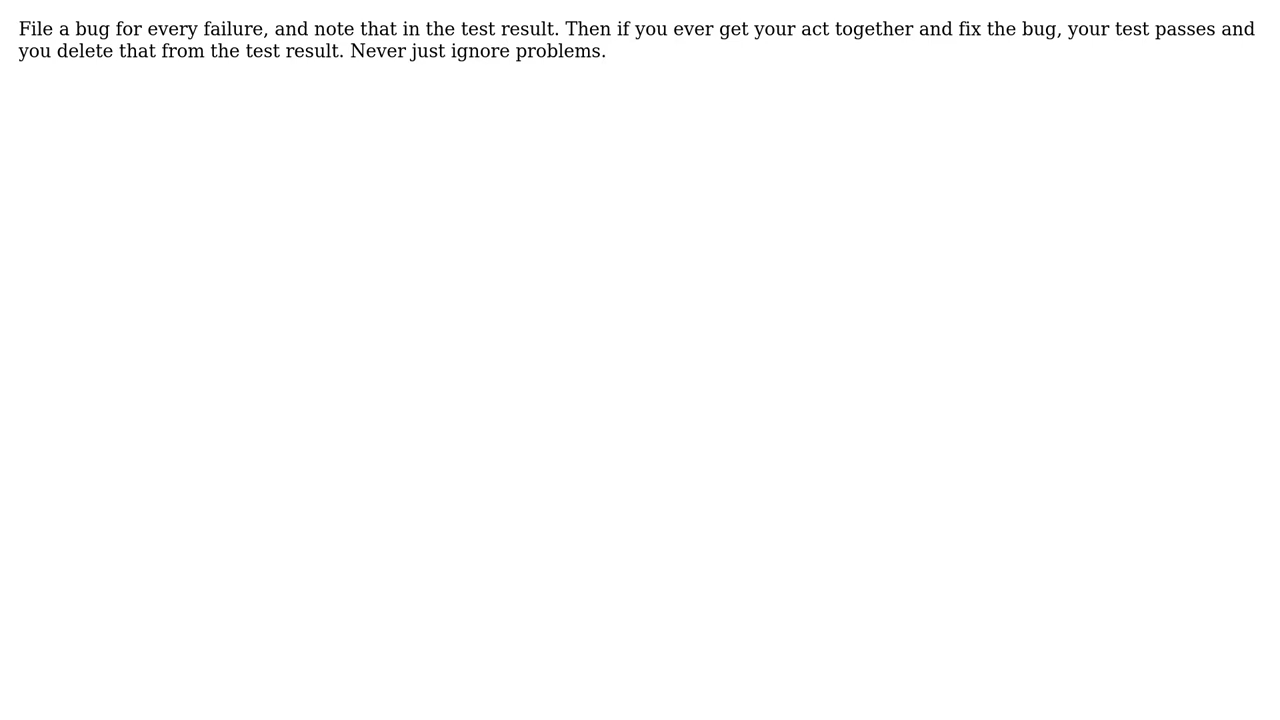 File a bug for every failure, and note that in the test result. Then if you ever get your act together and fix the bug, your test passes and
you delete that from the test result. Never just ignore problems.